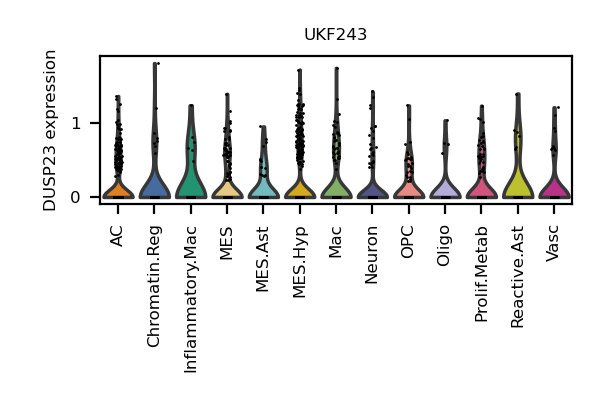 UKF243
DUSP23 expression
1
0
AC
Chromatin.Reg
Inflammatory.Mac
MES
MES.Ast
MES.Hyp
Mac
Neuron
OPC
Oligo
Prolif.Metab
Reactive.Ast
Vasc